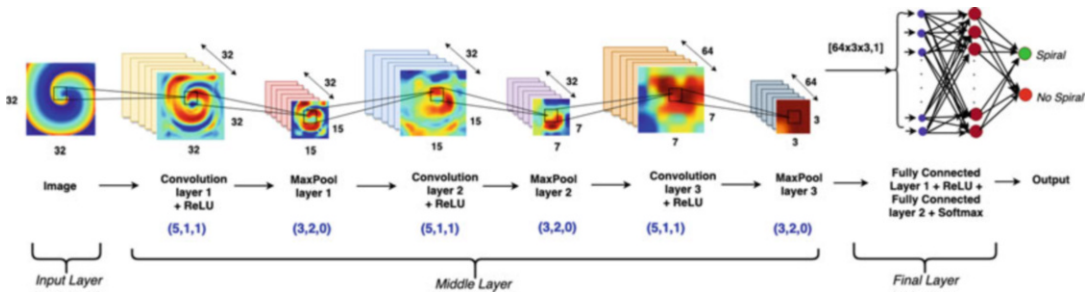 32
32
Image
32
32
32
Convolution
layer 1
+ ReLU
(5,1,1)
32
15
15
MaxPool
layer 1
(3,2,0)
32
15
15
Convolution
layer 2
+ ReLU
(5,1,1)
32
7
7
MaxPool
layer 2
(3,2,0)
64
7
7
Convolution
layer 3
+ ReLU
(5,1,1)
64
3
3
MaxPool
layer 3
(3,2,0)
[64x3x3,1]
Spiral
No Spiral
Fully Connected
Layer 1 + ReLU +
Fully Connected
layer 2 + Softmax
Output
Input Layer
Middle Layer
Final Layer